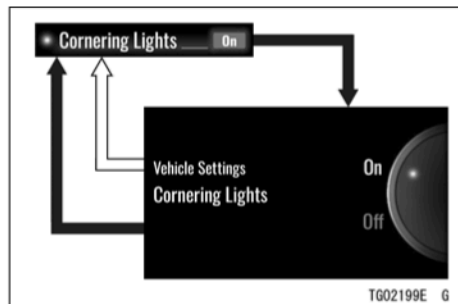 Cornering Lights On
Vehicle Settings
Cornering Lights
On
Off
TG02199E G